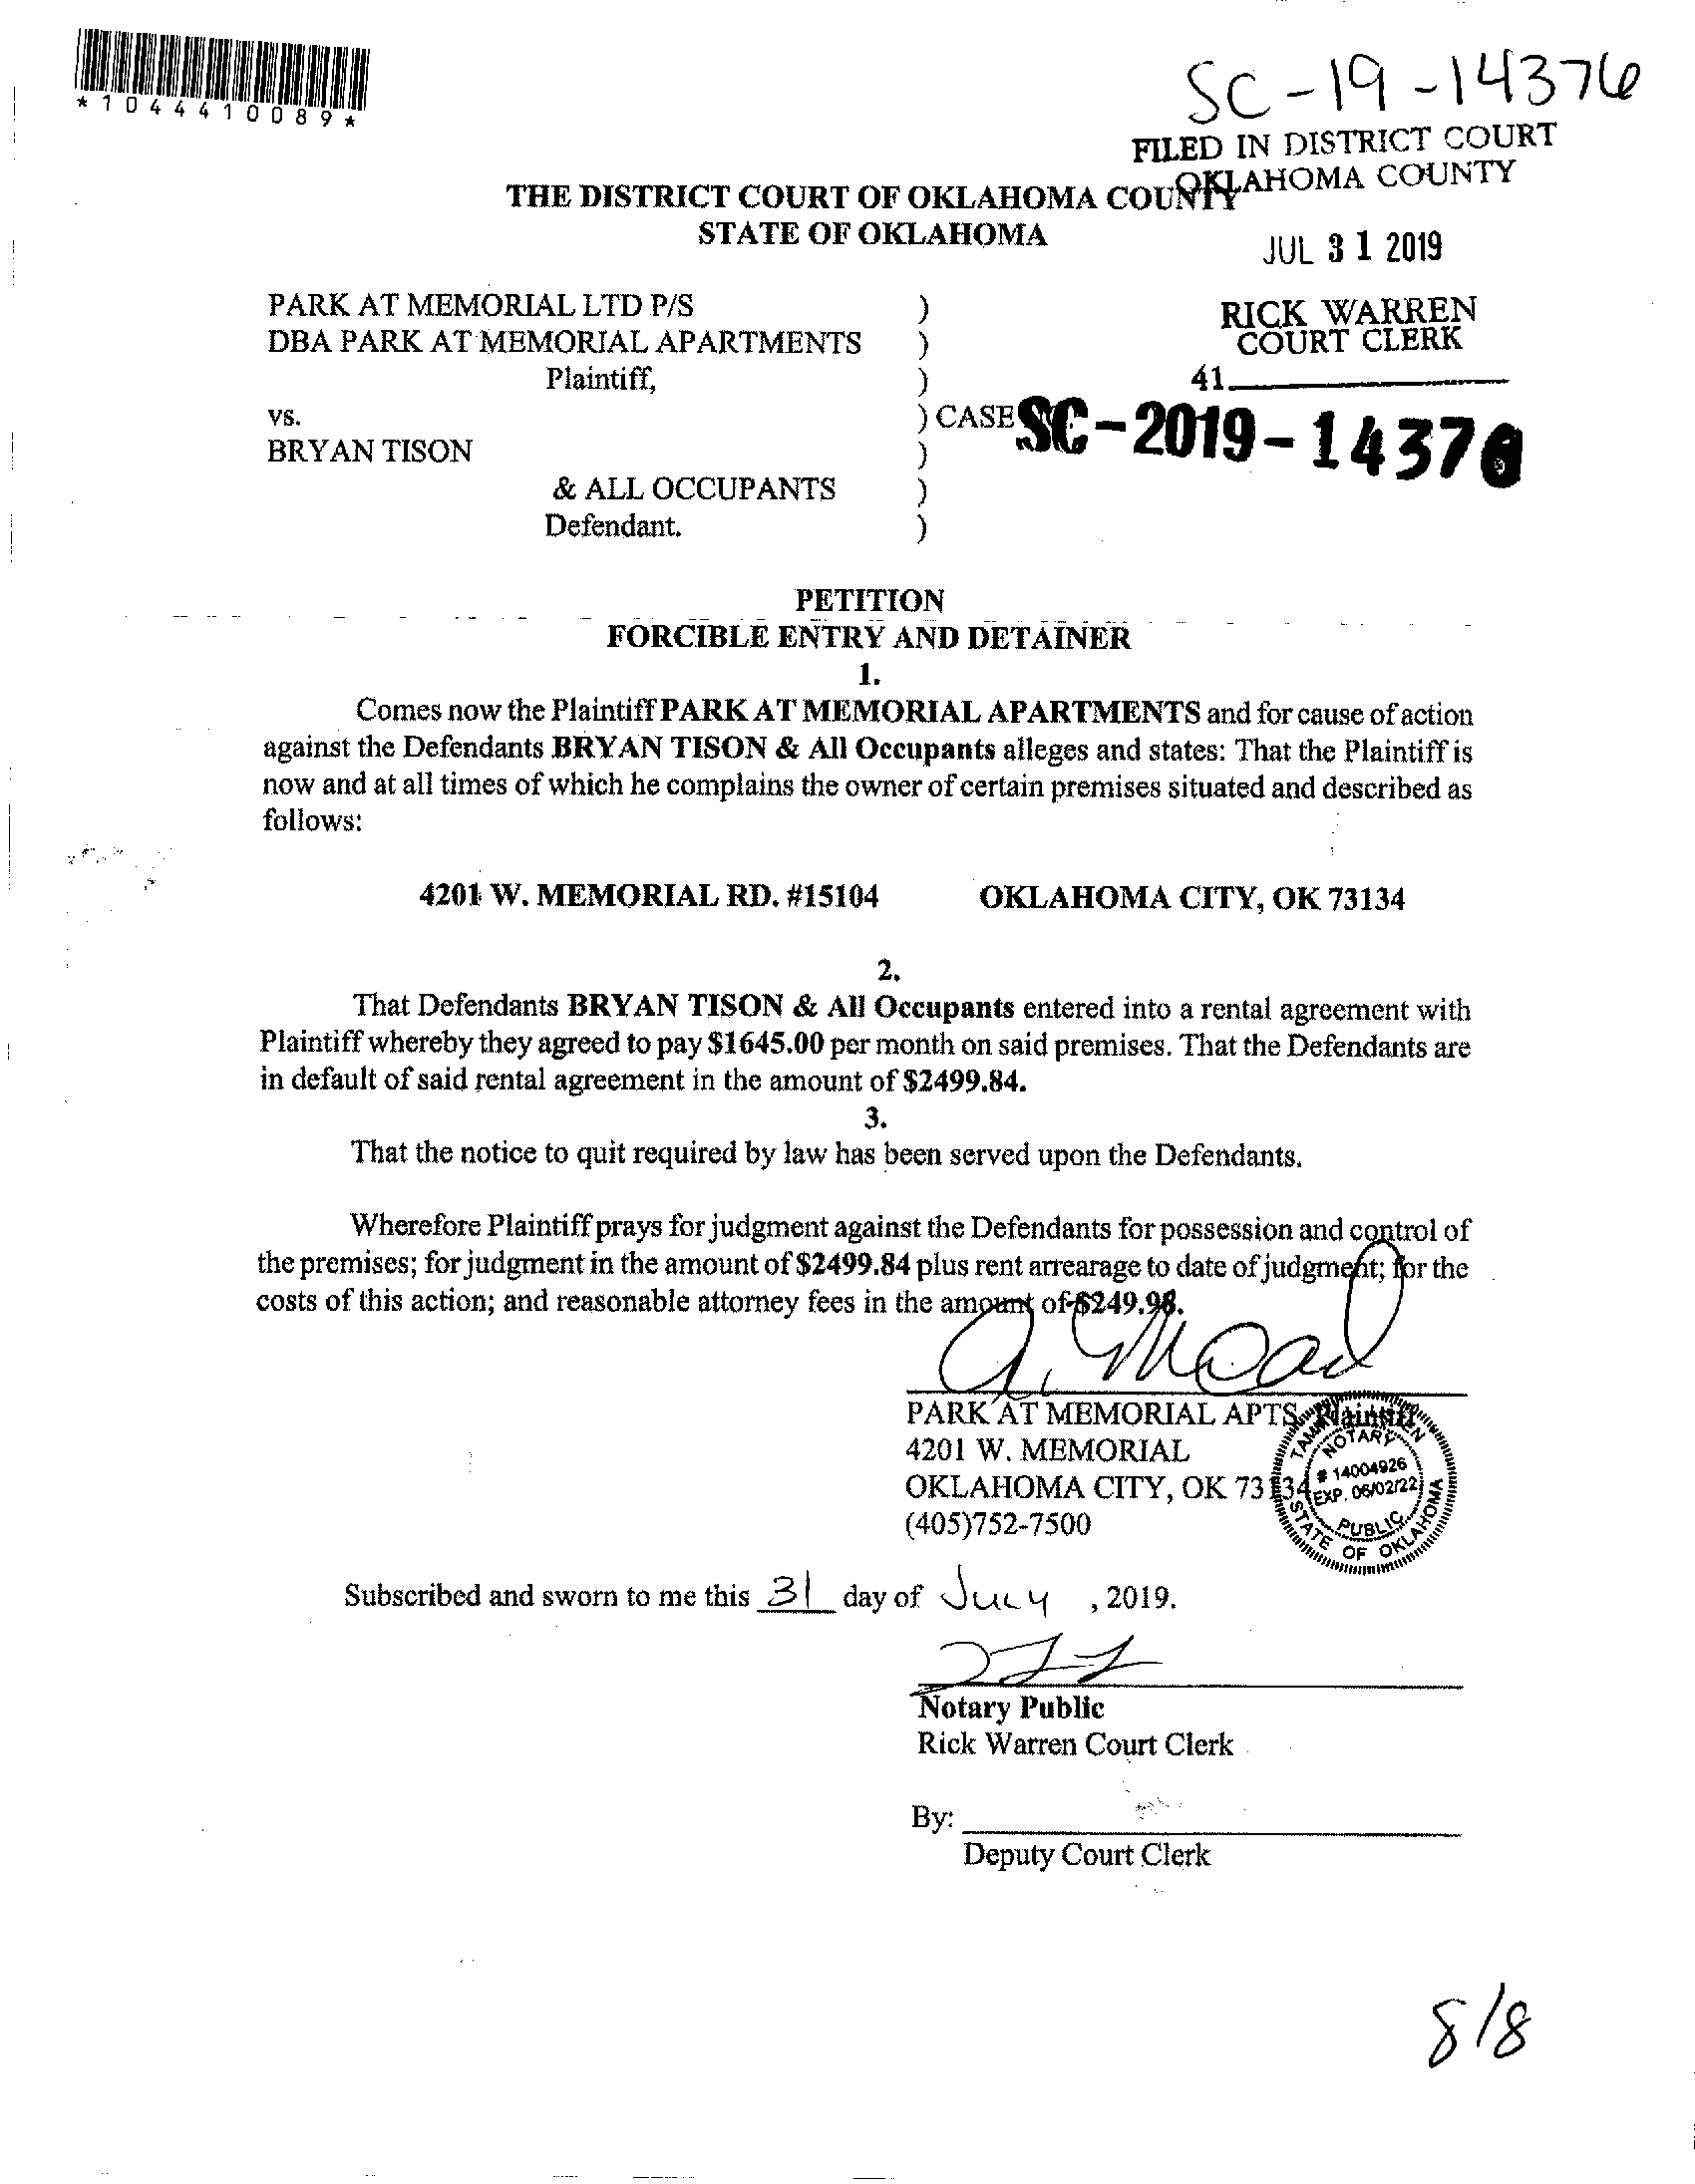 *1044410089*
SC-19-14376
FILED IN DISTRICT COURT
OKLAHOMA COUNTY
THE DISTRICT COURT OF OKLAHOMA COUNTY
STATE OF OKLAHOMA
JUL 31 2019
PARK AT MEMORIAL LTD P/S )
DBA PARK AT MEMORIAL APARTMENTS )
Plaintiff, )
RICK WARREN
COURT CLERK
41
vs. ) CASE SC-2019-14376
BRYAN TISON )
& ALL OCCUPANTS )
Defendant. )
PETITION
FORCIBLE ENTRY AND DETAINER
1.
Comes now the Plaintiff PARK AT MEMORIAL APARTMENTS and for cause of action
against the Defendants BRYAN TISON & All Occupants alleges and states: That the Plaintiff is
now and at all times of which he complains the owner of certain premises situated and described as
follows:
4201 W. MEMORIAL RD. #15104 OKLAHOMA CITY, OK 73134
2.
That Defendants BRYAN TISON & All Occupants entered into a rental agreement with
Plaintiff whereby they agreed to pay $1645.00 per month on said premises. That the Defendants are
in default of said rental agreement in the amount of $2499.84.
3.
That the notice to quit required by law has been served upon the Defendants.
Wherefore Plaintiff prays for judgment against the Defendants for possession and control of
the premises; for judgment in the amount of $2499.84 plus rent arrearage to date of judgment; for the
costs of this action; and reasonable attorney fees in the amount of $249.98.
PARK AT MEMORIAL APTS, Plaintiff
4201 W. MEMORIAL
OKLAHOMA CITY, OK 73134
(405)752-7500
NOTARY
# 14004926
EXP. 06/02/22
PUBLIC
STATE OF OKLAHOMA
Subscribed and sworn to me this 31 day of July , 2019.
Notary Public
Rick Warren Court Clerk
By:
Deputy Court Clerk
8/8